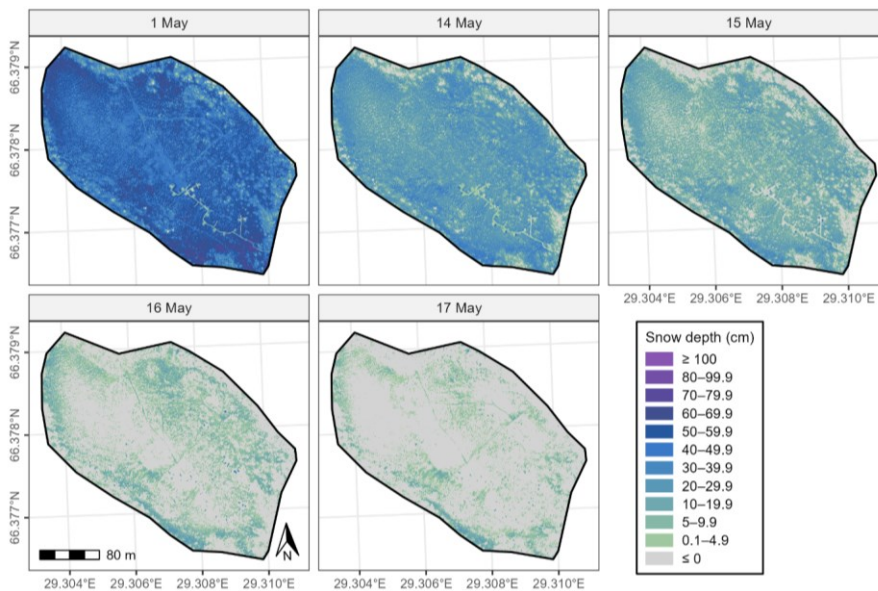 1 May
14 May
15 May
66.379°N
66.378°N
66.377°N
29.304°E 29.306°E 29.308°E 29.310°E
16 May
17 May
66.379°N
66.378°N
66.377°N
80 m
N
29.304°E 29.306°E 29.308°E 29.310°E
29.304°E 29.306°E 29.308°E 29.310°E
Snow depth (cm)
≥ 100
80–99.9
70–79.9
60–69.9
50–59.9
40–49.9
30–39.9
20–29.9
10–19.9
5–9.9
0.1–4.9
≤ 0